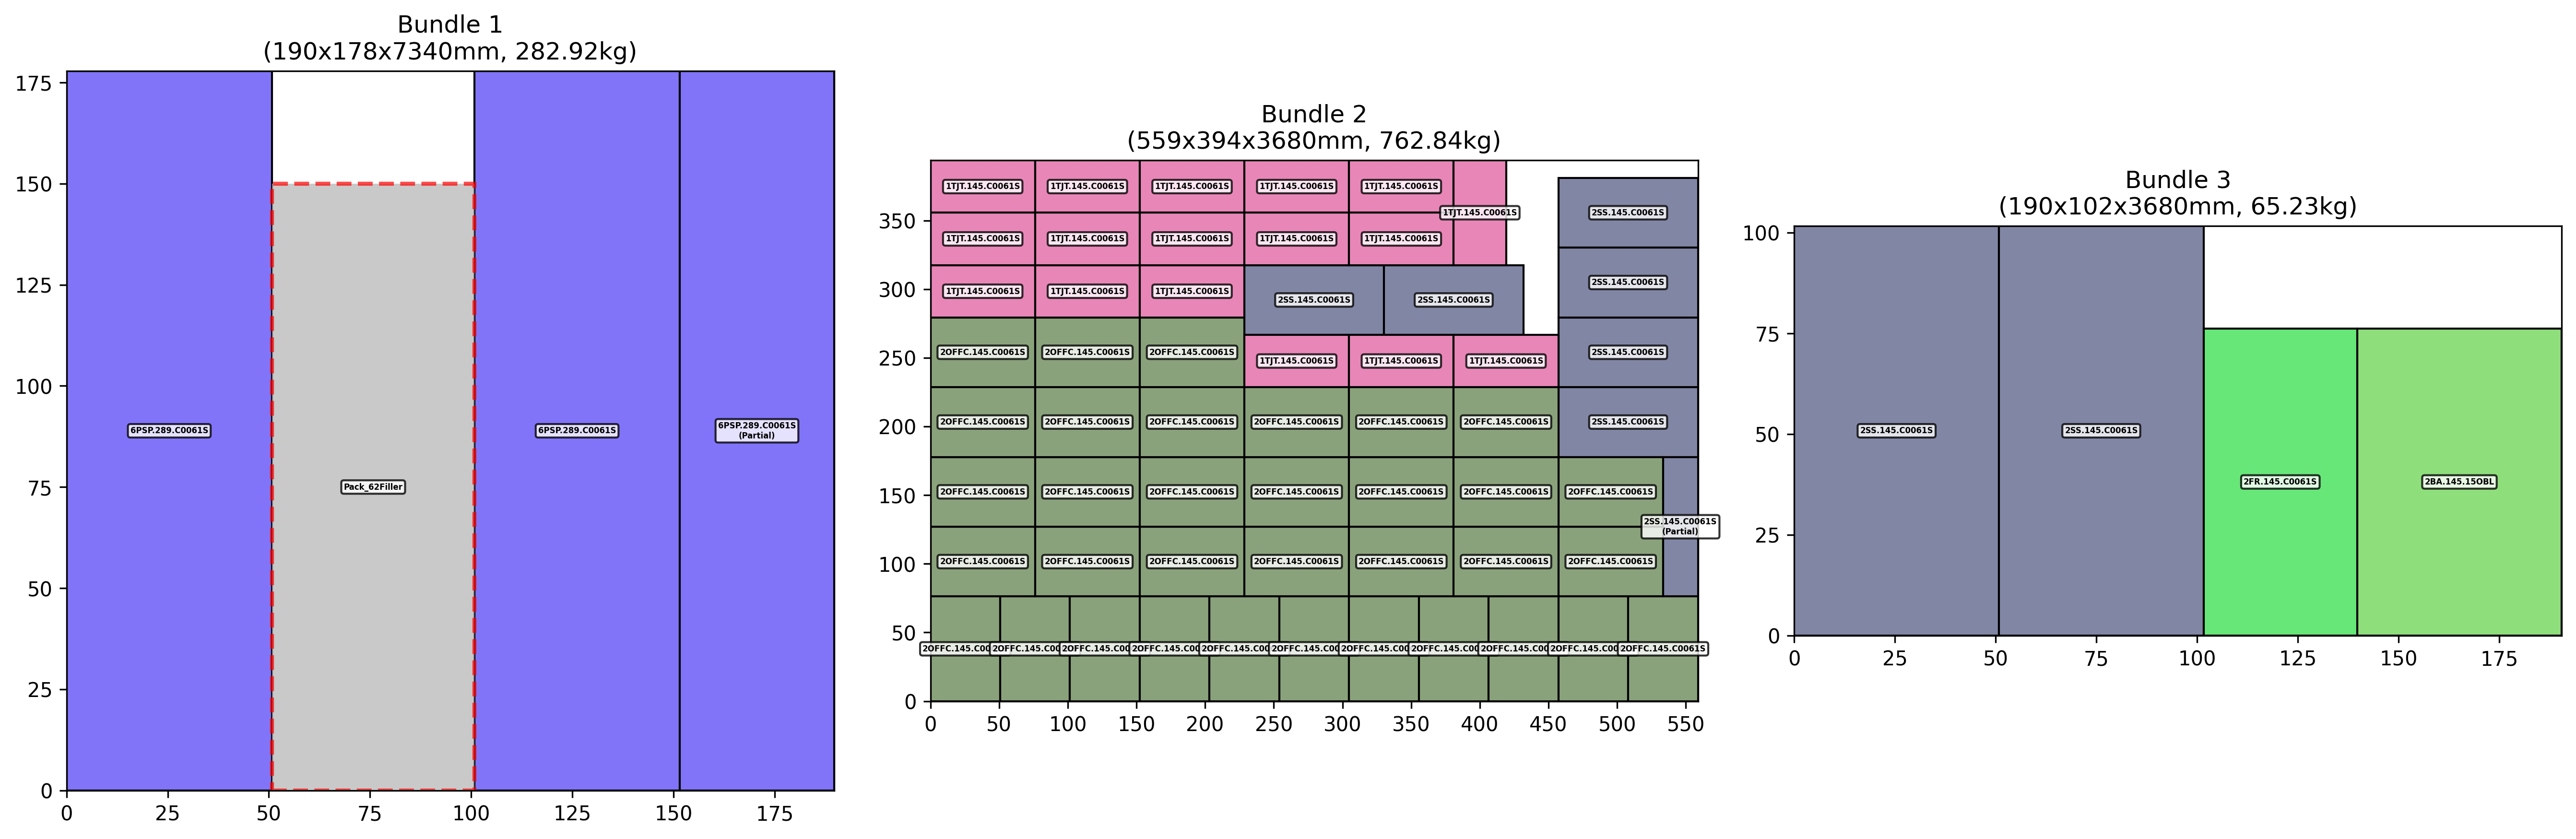 Bundle 1
(190x178x7340mm, 282.92kg)
175
150
125
100
75
50
25
0
6PSP.289.C0061S
Pack_62Filler
6PSP.289.C0061S
6PSP.289.C0061S
(Partial)
0 25 50 75 100 125 150 175
Bundle 2
(559x394x3680mm, 762.84kg)
350
300
250
200
150
100
50
0
1TJT.145.C0061S 1TJT.145.C0061S 1TJT.145.C0061S 1TJT.145.C0061S 1TJT.145.C0061S
1TJT.145.C0061S 2SS.145.C0061S
1TJT.145.C0061S 1TJT.145.C0061S 1TJT.145.C0061S 1TJT.145.C0061S 1TJT.145.C0061S
2SS.145.C0061S
1TJT.145.C0061S 1TJT.145.C0061S 1TJT.145.C0061S 2SS.145.C0061S 2SS.145.C0061S
2OFFC.145.C0061S 2OFFC.145.C0061S 2OFFC.145.C0061S 1TJT.145.C0061S 1TJT.145.C0061S 1TJT.145.C0061S 2SS.145.C0061S
2OFFC.145.C0061S 2OFFC.145.C0061S 2OFFC.145.C0061S 2OFFC.145.C0061S 2OFFC.145.C0061S 2OFFC.145.C0061S 2SS.145.C0061S
2OFFC.145.C0061S 2OFFC.145.C0061S 2OFFC.145.C0061S 2OFFC.145.C0061S 2OFFC.145.C0061S 2OFFC.145.C0061S 2OFFC.145.C0061S
2SS.145.C0061S
(Partial)
2OFFC.145.C0061S 2OFFC.145.C0061S 2OFFC.145.C0061S 2OFFC.145.C0061S 2OFFC.145.C0061S 2OFFC.145.C0061S 2OFFC.145.C0061S
2OFFC.145.C00 2OFFC.145.C00 2OFFC.145.C00 2OFFC.145.C00 2OFFC.145.C00 2OFFC.145.C00 2OFFC.145.C00 2OFFC.145.C00 2OFFC.145.C00 2OFFC.145.C00 2OFFC.145.C0061S
0 50 100 150 200 250 300 350 400 450 500 550
Bundle 3
(190x102x3680mm, 65.23kg)
100
75
50
25
0
2SS.145.C0061S
2SS.145.C0061S
2FR.145.C0061S
2BA.145.15OBL
0 25 50 75 100 125 150 175